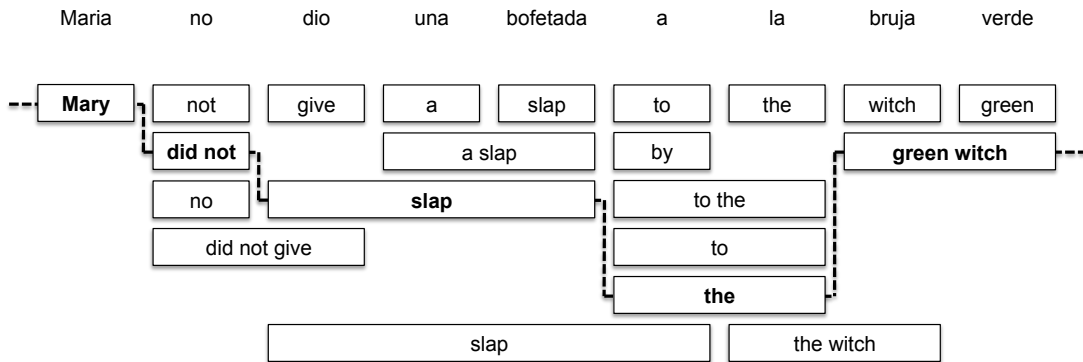 Maria no dio una bofetada a la bruja verde
Mary not give a slap to the witch green
did not a slap by green witch
no slap to the
did not give to
the
slap the witch